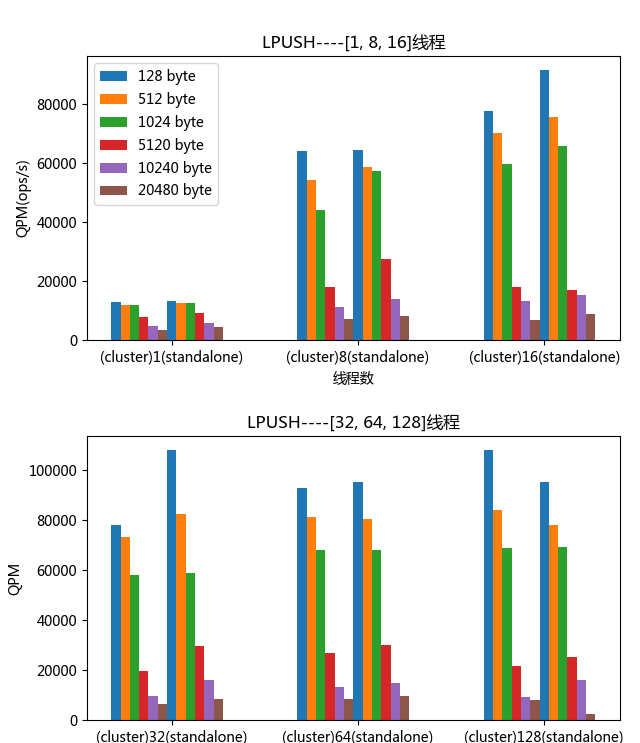 LPUSH----[1, 8, 16]线程
128 byte
512 byte
1024 byte
5120 byte
10240 byte
20480 byte
QPM(ops/s)
80000
60000
40000
20000
0
(cluster)1(standalone) (cluster)8(standalone) (cluster)16(standalone)
线程数
LPUSH----[32, 64, 128]线程
QPM
100000
80000
60000
40000
20000
0
(cluster)32(standalone) (cluster)64(standalone) (cluster)128(standalone)